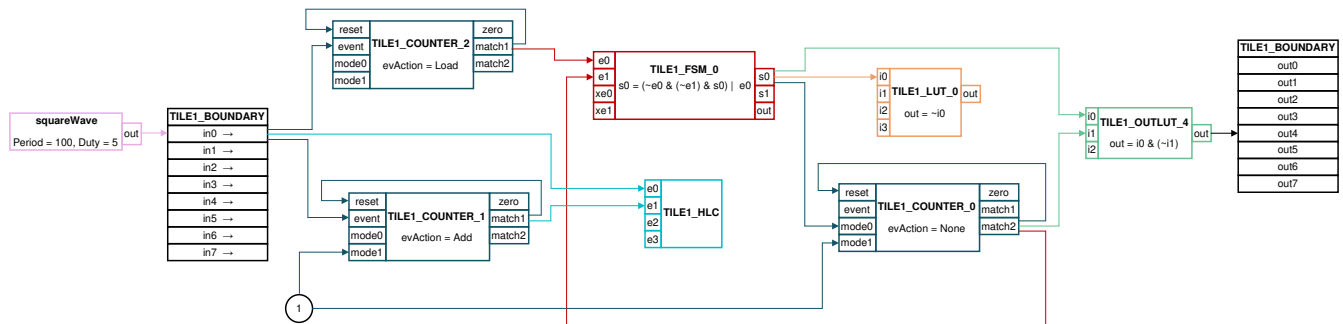 squareWave
Period = 100, Duty = 5
out
TILE1_BOUNDARY
in0 →
in1 →
in2 →
in3 →
in4 →
in5 →
in6 →
in7 →
reset
event
mode0
mode1
TILE1_COUNTER_2
evAction = Load
zero
match1
match2
reset
event
mode0
mode1
TILE1_COUNTER_1
evAction = Add
zero
match1
match2
1
e0
e1
xe0
xe1
TILE1_FSM_0
s0 = (~e0 & (~e1) & s0) | e0
s0
s1
out
e0
e1
e2
e3
TILE1_HLC
i0
i1
i2
i3
TILE1_LUT_0
out = ~i0
out
reset
event
mode0
mode1
TILE1_COUNTER_0
evAction = None
zero
match1
match2
i0
i1
i2
TILE1_OUTLUT_4
out = i0 & (~i1)
out
TILE1_BOUNDARY
out0
out1
out2
out3
out4
out5
out6
out7